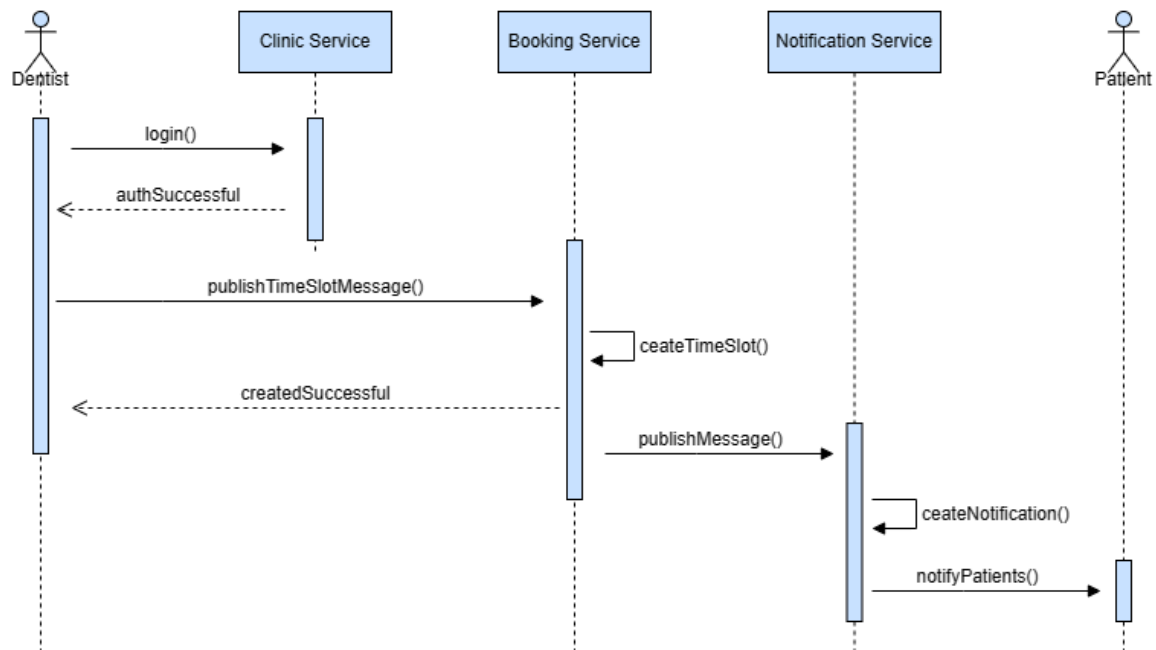 Dentist
Clinic Service
Booking Service
Notification Service
Patient
login()
authSuccessful
publishTimeSlotMessage()
ceateTimeSlot()
createdSuccessful
publishMessage()
ceateNotification()
notifyPatients()